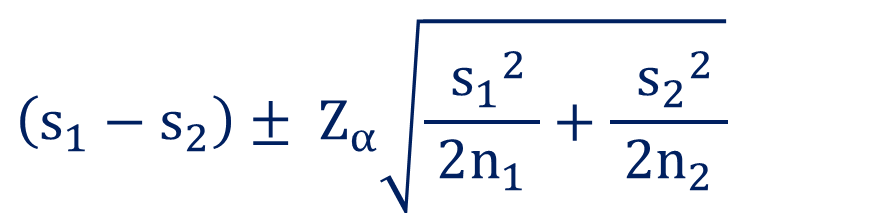 (s₁ − s₂) ± Z_α √(s₁²/2n₁ + s₂²/2n₂)